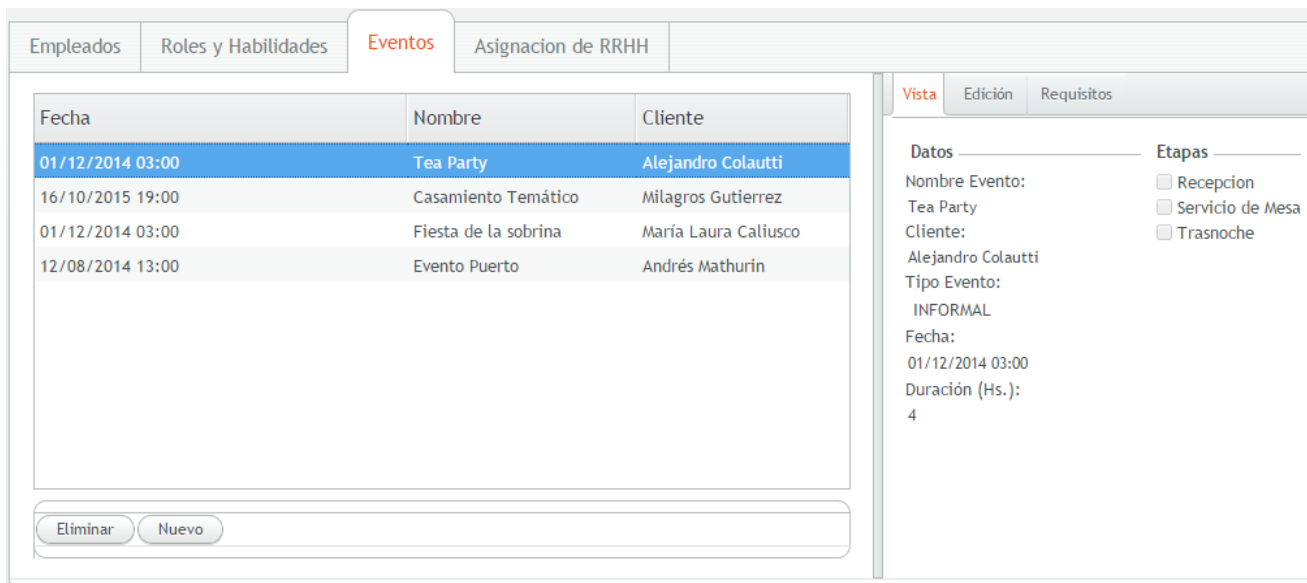 Empleados Roles y Habilidades Eventos Asignacion de RRHH
Fecha Nombre Cliente
01/12/2014 03:00 Tea Party Alejandro Colautti
16/10/2015 19:00 Casamiento Temático Milagros Gutierrez
01/12/2014 03:00 Fiesta de la sobrina María Laura Caliusco
12/08/2014 13:00 Evento Puerto Andrés Mathurin
Eliminar Nuevo
Vista Edición Requisitos
Datos
Nombre Evento:
Tea Party
Cliente:
Alejandro Colautti
Tipo Evento:
INFORMAL
Fecha:
01/12/2014 03:00
Duración (Hs.):
4
Etapas
Recepcion
Servicio de Mesa
Trasnoche